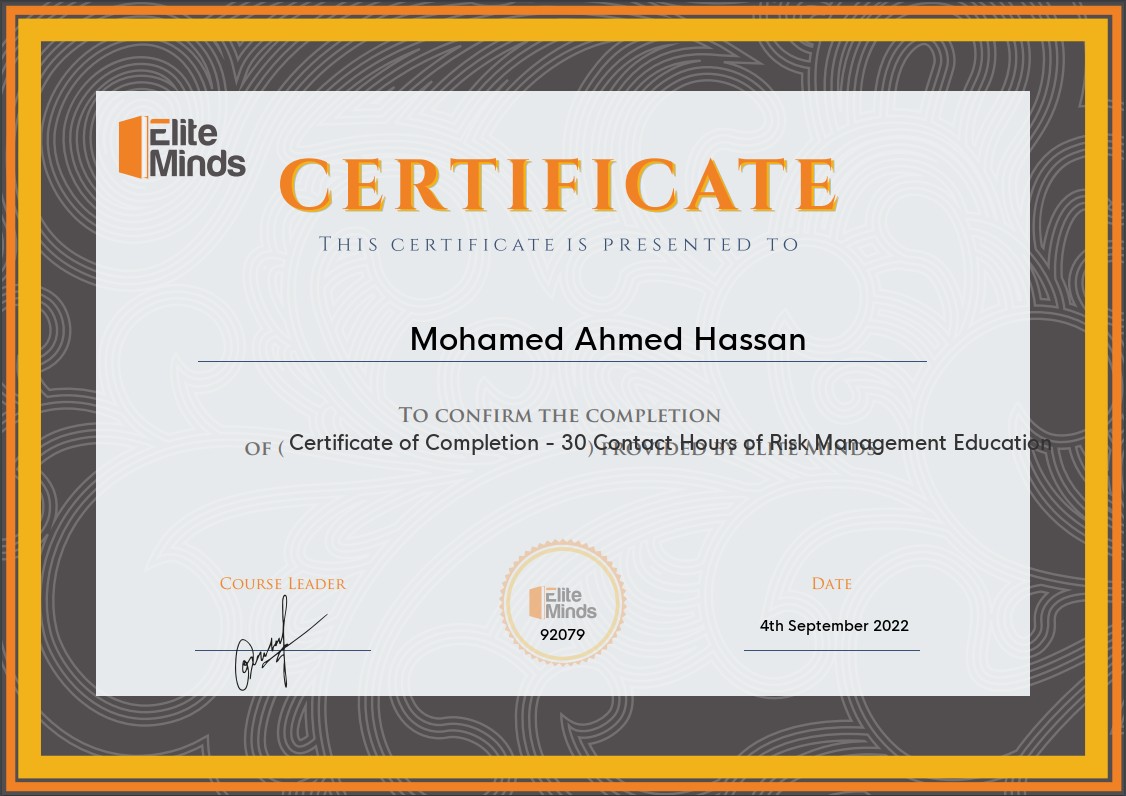 Elite
Minds
CERTIFICATE
THIS CERTIFICATE IS PRESENTED TO
Mohamed Ahmed Hassan
TO CONFIRM THE COMPLETION
OF ( Certificate of Completion - 30 Contact Hours of Risk Management Education
) PROVIDED BY ELITE MINDS
COURSE LEADER
Elite
Minds
92079
DATE
4th September 2022